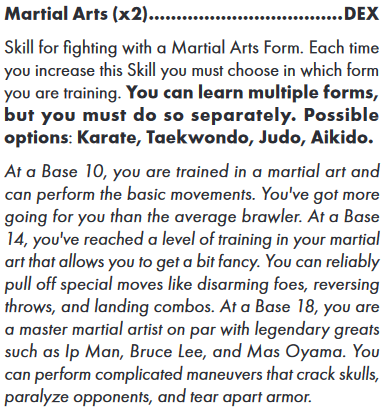 Martial Arts (x2)...................................DEX
Skill for fighting with a Martial Arts Form. Each time
you increase this Skill you must choose in which form
you are training. You can learn multiple forms,
but you must do so separately. Possible
options: Karate, Taekwondo, Judo, Aikido.
At a Base 10, you are trained in a martial art and
can perform the basic movements. You've got more
going for you than the average brawler. At a Base
14, you've reached a level of training in your martial
art that allows you to get a bit fancy. You can reliably
pull off special moves like disarming foes, reversing
throws, and landing combos. At a Base 18, you are
a master martial artist on par with legendary greats
such as Ip Man, Bruce Lee, and Mas Oyama. You
can perform complicated maneuvers that crack skulls,
paralyze opponents, and tear apart armor.